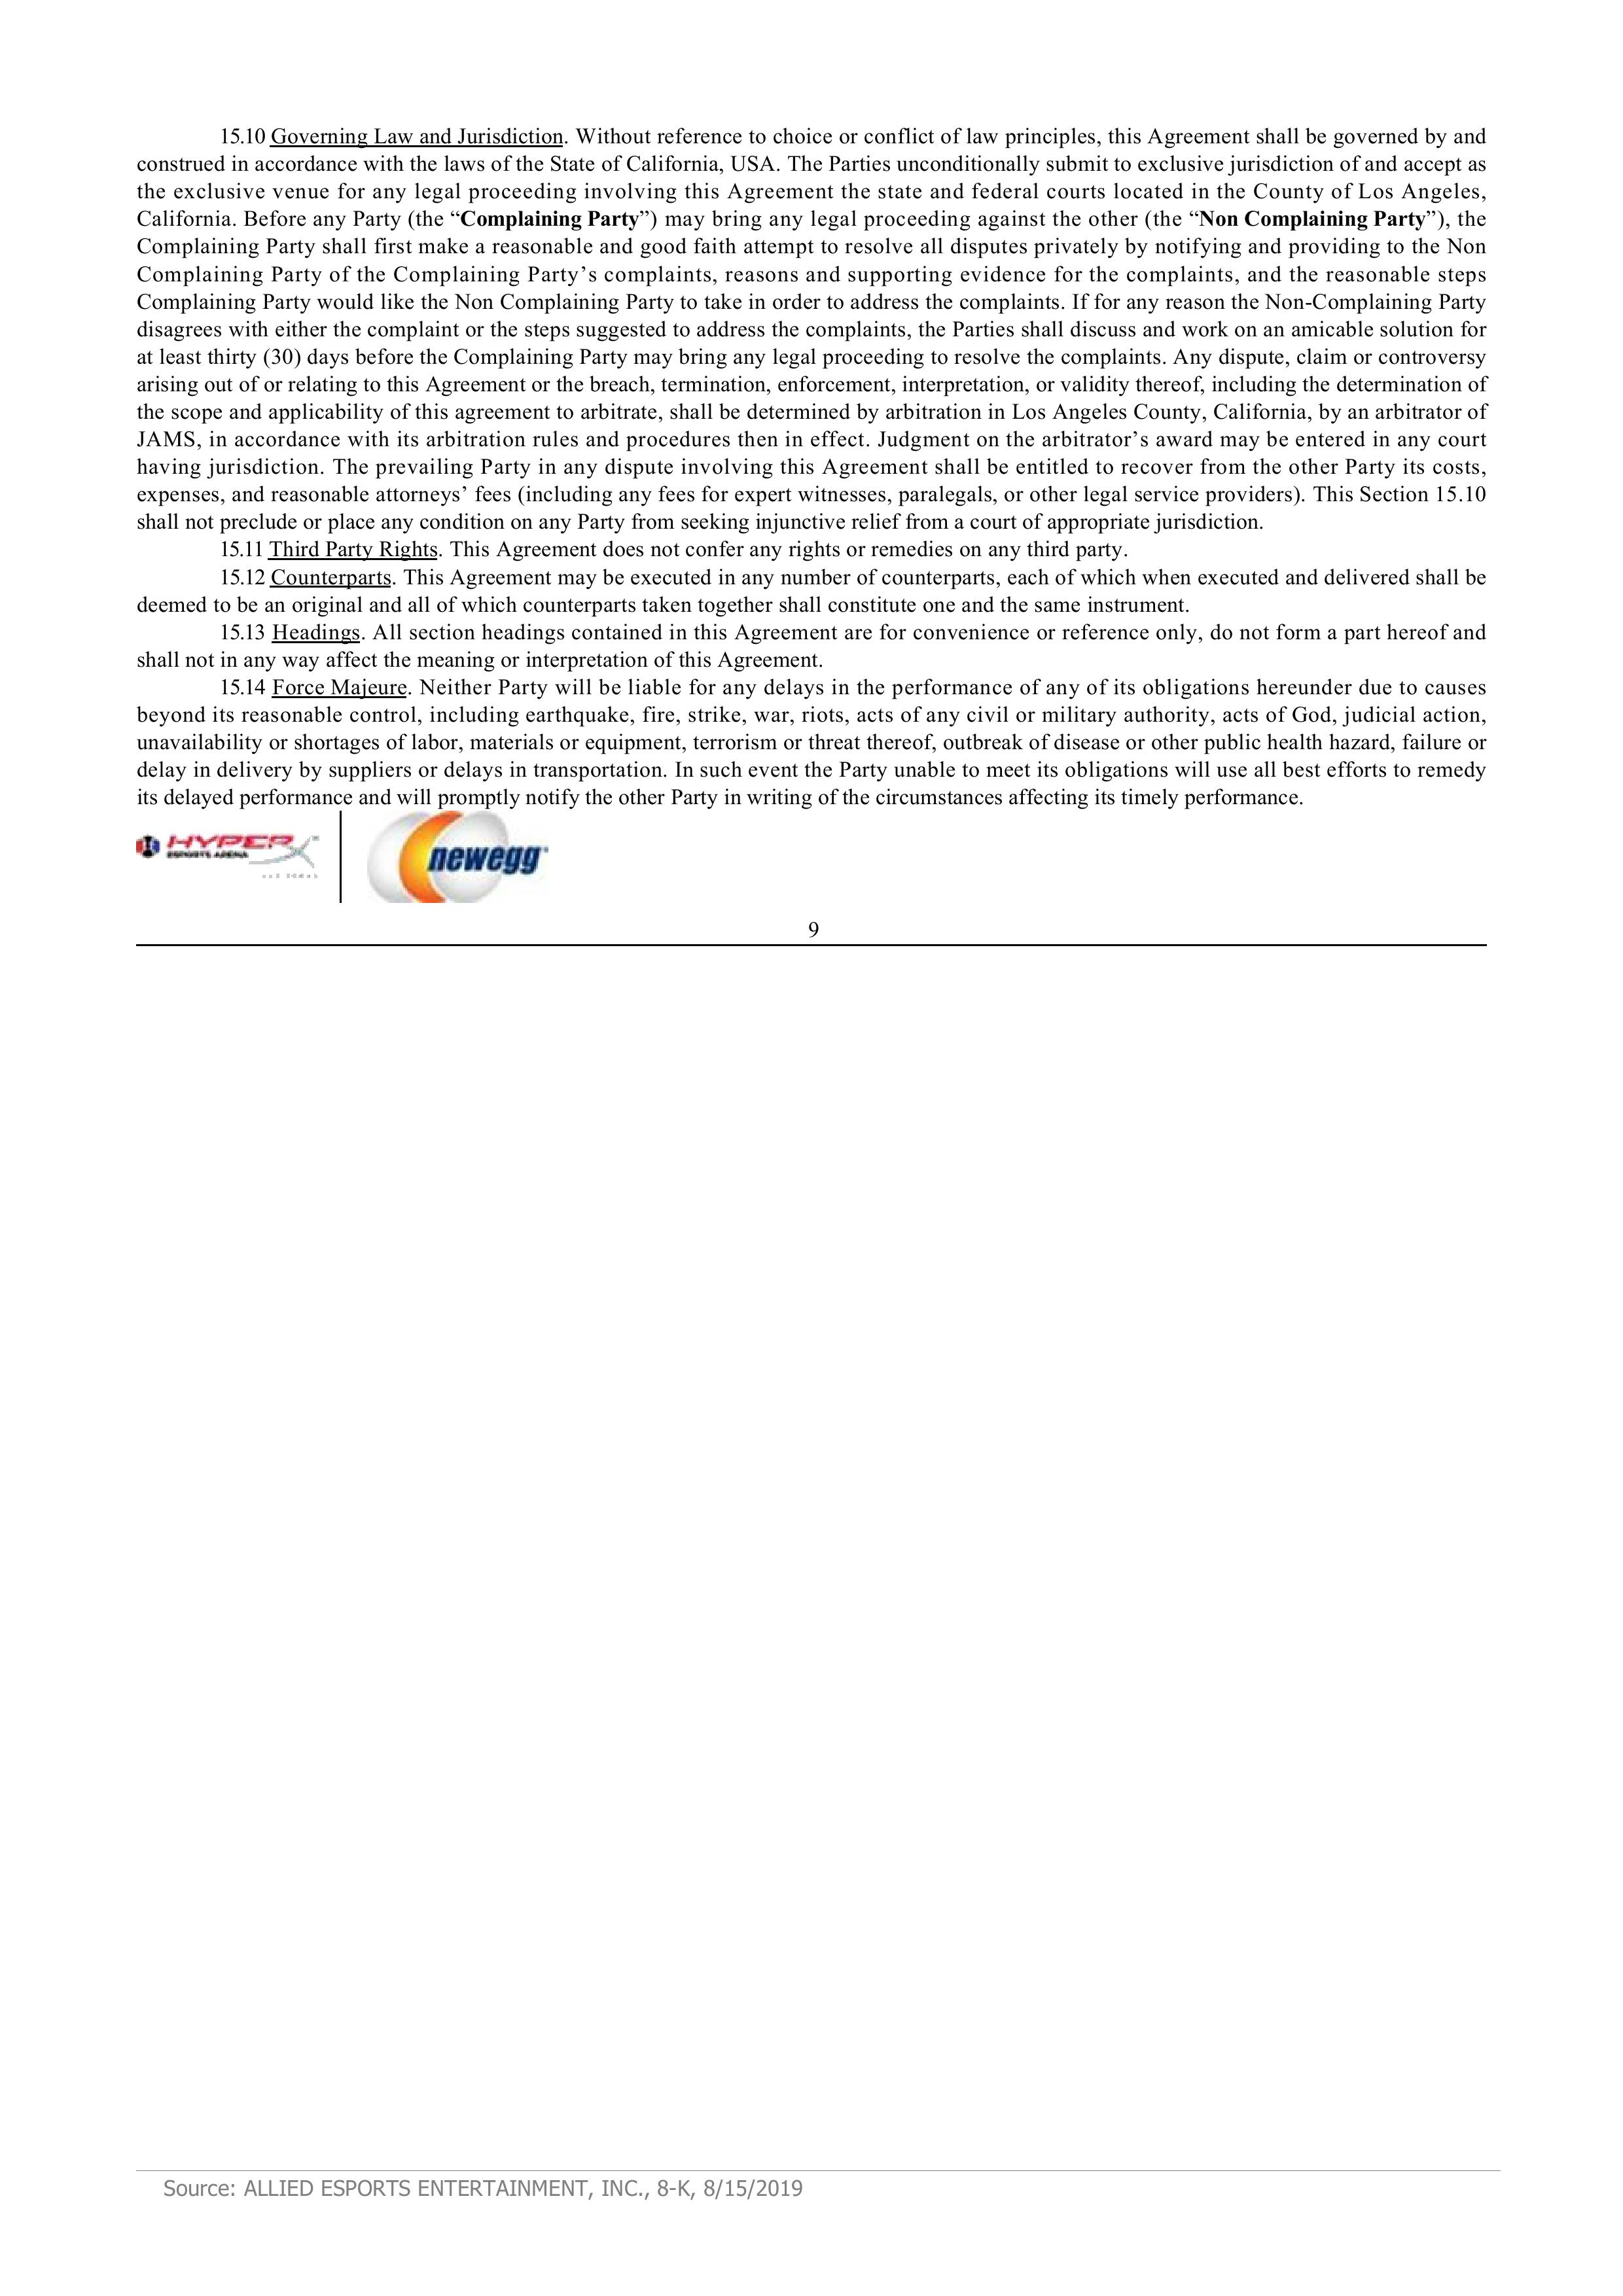 15.10 Governing Law and Jurisdiction. Without reference to choice or conflict of law principles, this Agreement shall be governed by and
construed in accordance with the laws of the State of California, USA. The Parties unconditionally submit to exclusive jurisdiction of and accept as
the exclusive venue for any legal proceeding involving this Agreement the state and federal courts located in the County of Los Angeles,
California. Before any Party (the “Complaining Party”) may bring any legal proceeding against the other (the “Non Complaining Party”), the
Complaining Party shall first make a reasonable and good faith attempt to resolve all disputes privately by notifying and providing to the Non
Complaining Party of the Complaining Party’s complaints, reasons and supporting evidence for the complaints, and the reasonable steps
Complaining Party would like the Non Complaining Party to take in order to address the complaints. If for any reason the Non-Complaining Party
disagrees with either the complaint or the steps suggested to address the complaints, the Parties shall discuss and work on an amicable solution for
at least thirty (30) days before the Complaining Party may bring any legal proceeding to resolve the complaints. Any dispute, claim or controversy
arising out of or relating to this Agreement or the breach, termination, enforcement, interpretation, or validity thereof, including the determination of
the scope and applicability of this agreement to arbitrate, shall be determined by arbitration in Los Angeles County, California, by an arbitrator of
JAMS, in accordance with its arbitration rules and procedures then in effect. Judgment on the arbitrator’s award may be entered in any court
having jurisdiction. The prevailing Party in any dispute involving this Agreement shall be entitled to recover from the other Party its costs,
expenses, and reasonable attorneys’ fees (including any fees for expert witnesses, paralegals, or other legal service providers). This Section 15.10
shall not preclude or place any condition on any Party from seeking injunctive relief from a court of appropriate jurisdiction.
15.11 Third Party Rights. This Agreement does not confer any rights or remedies on any third party.
15.12 Counterparts. This Agreement may be executed in any number of counterparts, each of which when executed and delivered shall be
deemed to be an original and all of which counterparts taken together shall constitute one and the same instrument.
15.13 Headings. All section headings contained in this Agreement are for convenience or reference only, do not form a part hereof and
shall not in any way affect the meaning or interpretation of this Agreement.
15.14 Force Majeure. Neither Party will be liable for any delays in the performance of any of its obligations hereunder due to causes
beyond its reasonable control, including earthquake, fire, strike, war, riots, acts of any civil or military authority, acts of God, judicial action,
unavailability or shortages of labor, materials or equipment, terrorism or threat thereof, outbreak of disease or other public health hazard, failure or
delay in delivery by suppliers or delays in transportation. In such event the Party unable to meet its obligations will use all best efforts to remedy
its delayed performance and will promptly notify the other Party in writing of the circumstances affecting its timely performance.
HYPERX
ESPORTS ARENA
newegg
9
Source: ALLIED ESPORTS ENTERTAINMENT, INC., 8-K, 8/15/2019